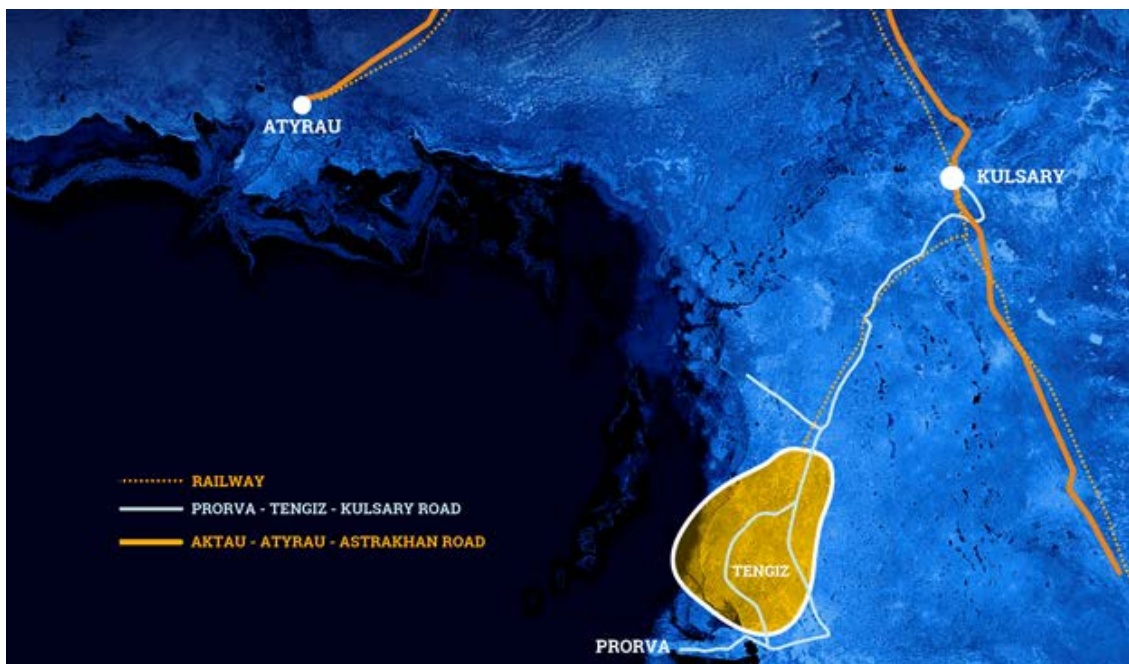 ATYRAU
KULSARY
RAILWAY
PRORVA - TENGIZ - KULSARY ROAD
AKTAU - ATYRAU - ASTRAKHAN ROAD
TENGIZ
PRORVA